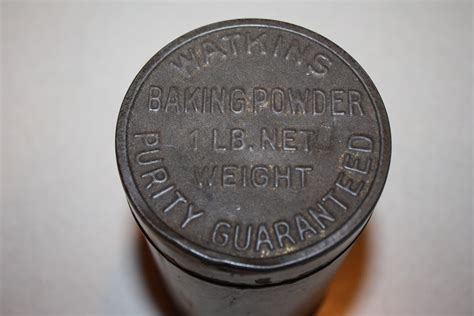 WATKINS
BAKING POWDER
1 LB. NET.
WEIGHT
PURITY GUARANTEED